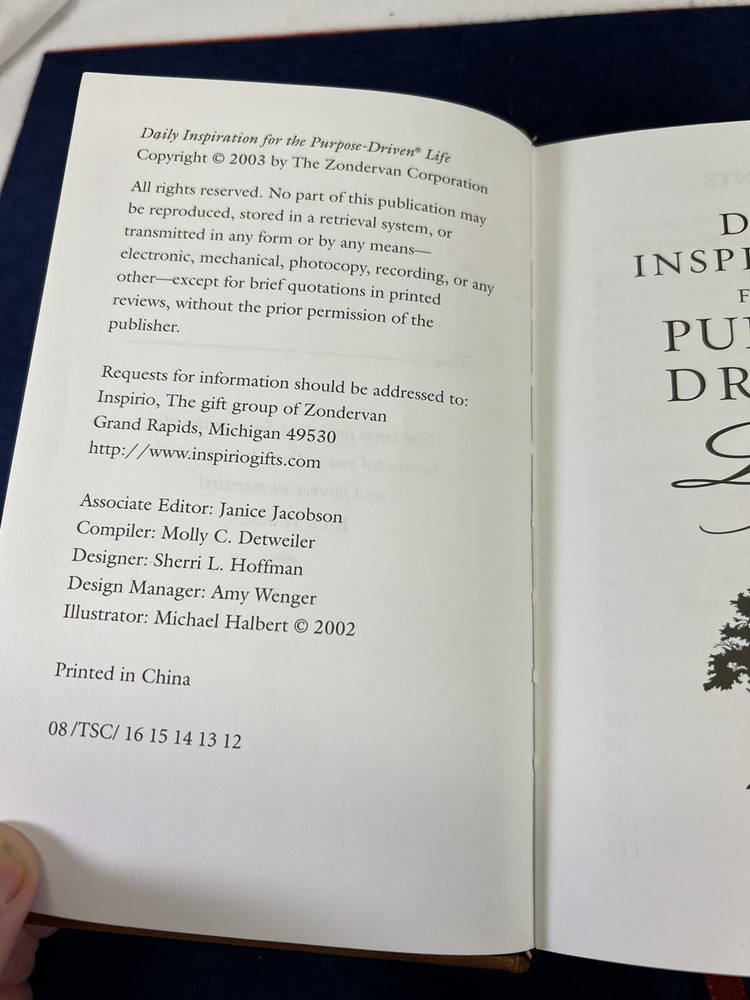 Daily Inspiration for the Purpose-Driven® Life
Copyright © 2003 by The Zondervan Corporation
All rights reserved. No part of this publication may
be reproduced, stored in a retrieval system, or
transmitted in any form or by any means—
electronic, mechanical, photocopy, recording, or any
other—except for brief quotations in printed
reviews, without the prior permission of the
publisher.
Requests for information should be addressed to:
Inspirio, The gift group of Zondervan
Grand Rapids, Michigan 49530
http://www.inspiriogifts.com
Associate Editor: Janice Jacobson
Compiler: Molly C. Detweiler
Designer: Sherri L. Hoffman
Design Manager: Amy Wenger
Illustrator: Michael Halbert © 2002
Printed in China
08/TSC/ 16 15 14 13 12
D
INSPI
F
PU
DR